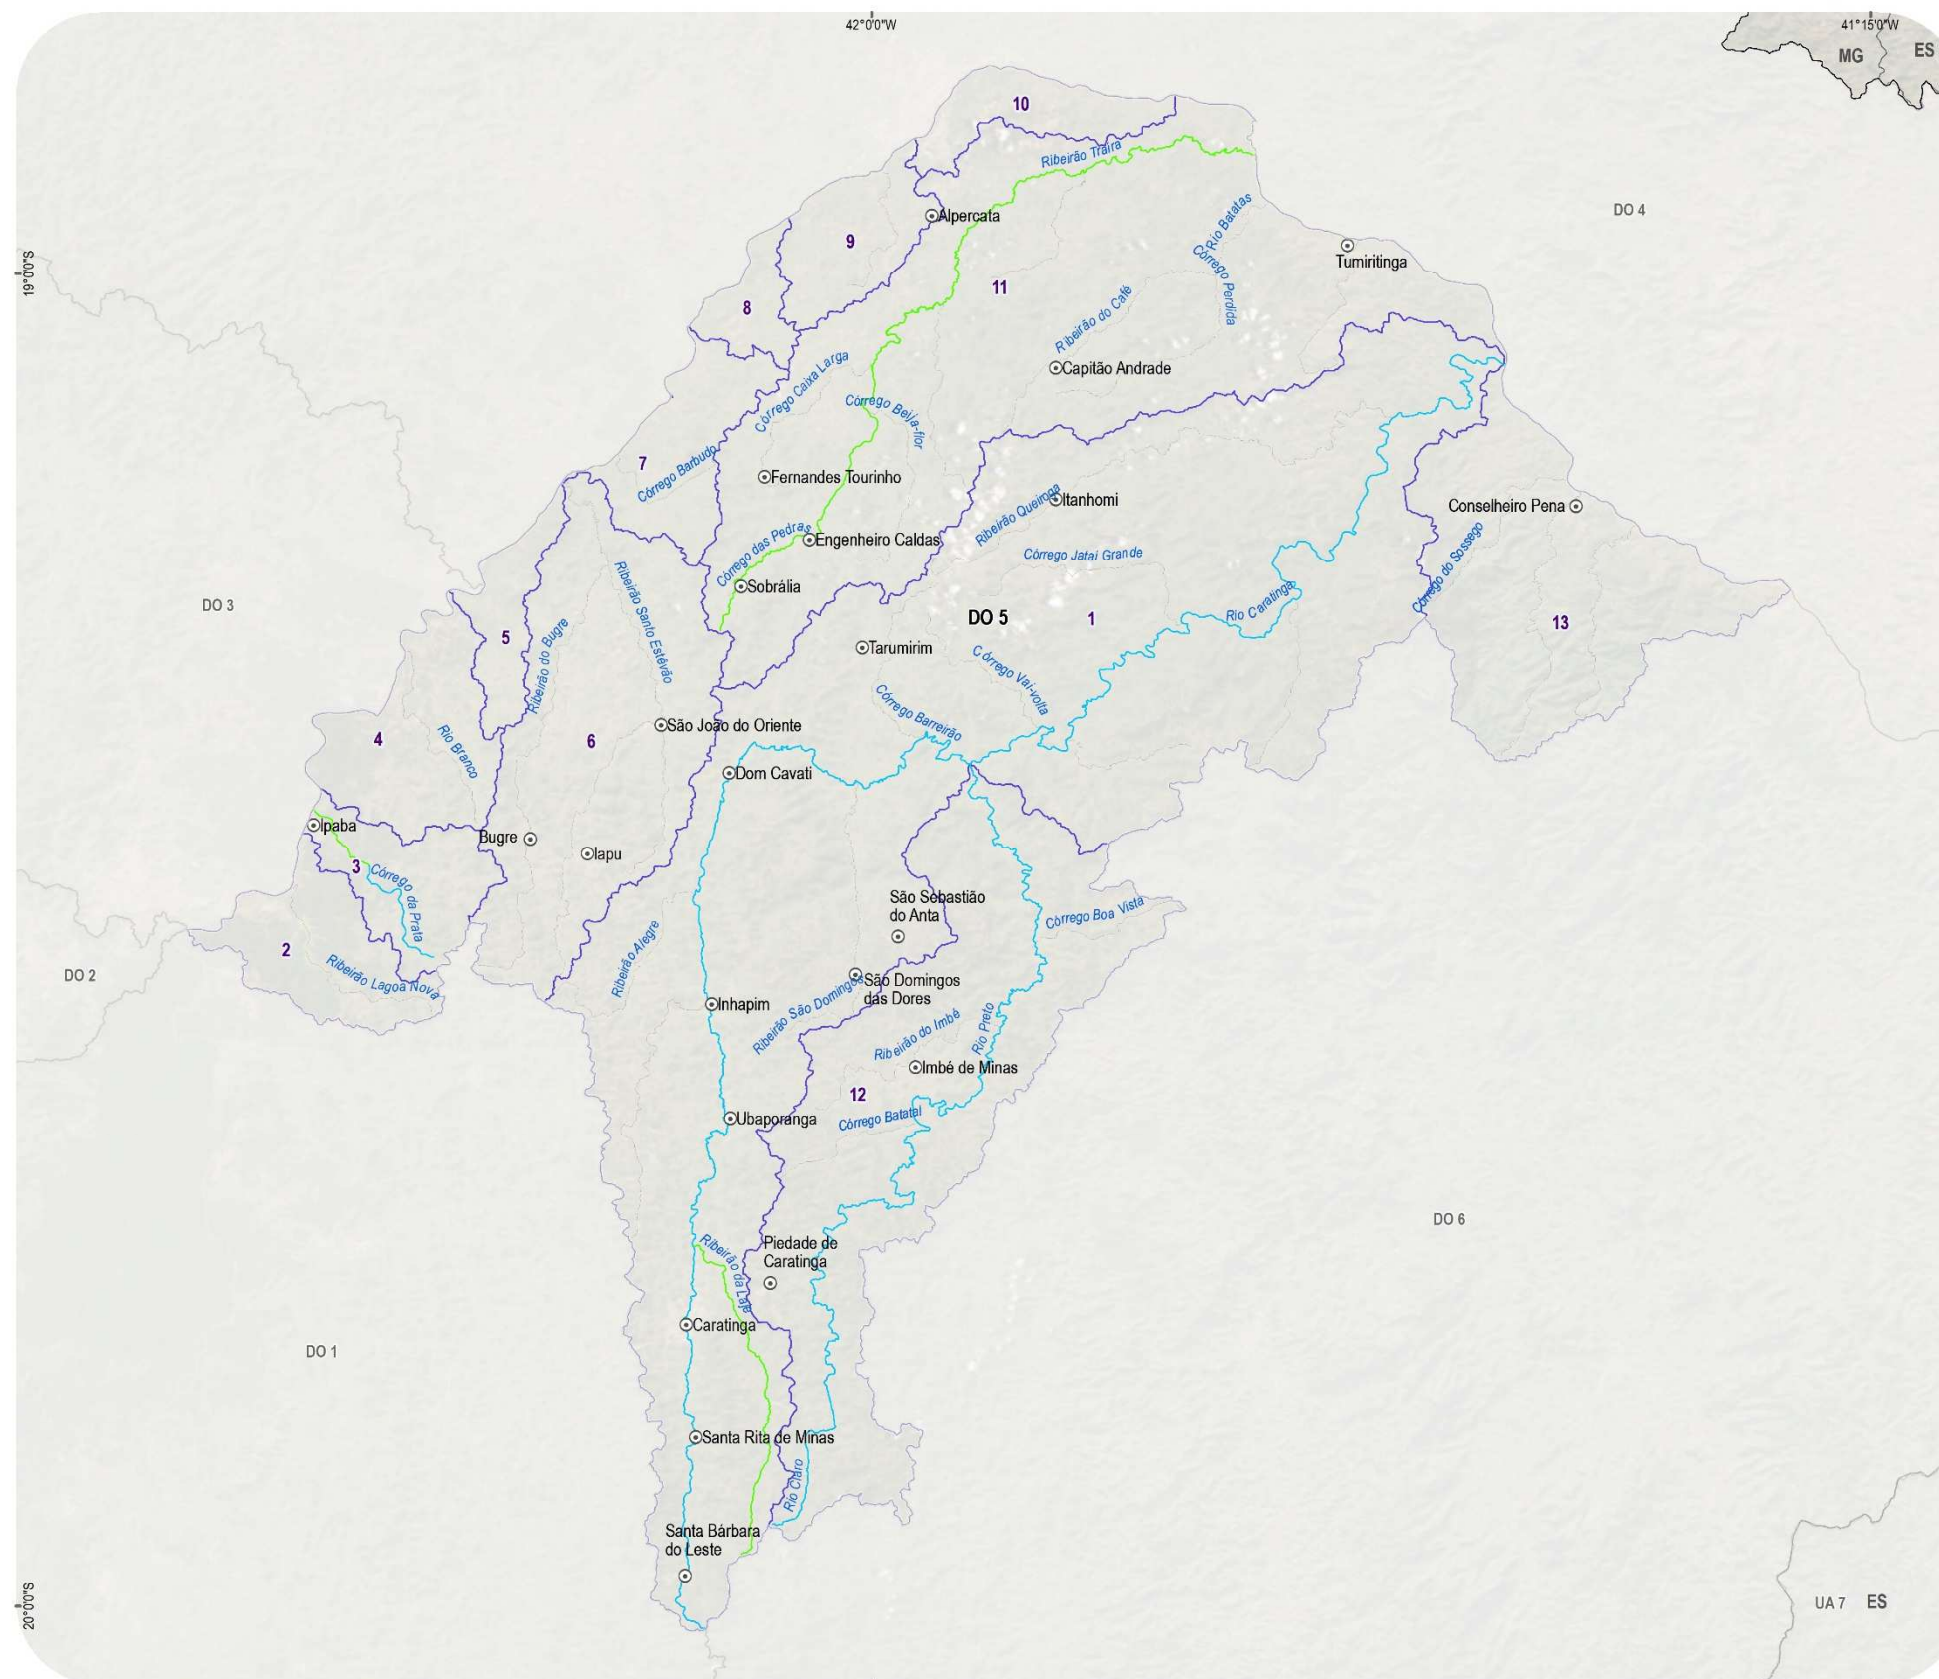 42°0'0"W
41°15'0"W
MG
ES
10
Ribeirão Traíra
DO 4
Rio Batatas
Alpercata
9
Córrego Perdida
Tumiritinga
19°0'0"S
11
8
Ribeirão do Café
Córrego Caixa Larga
Capitão Andrade
Córrego Beija-flor
7
Córrego Barbudo
Fernandes Tourinho
Ribeirão Queiroga
Itanhomi
Conselheiro Pena
Córrego das Pedras
Engenheiro Caldas
Córrego Jataí Grande
Córrego do Sossego
Sobrália
Ribeirão Santo Estêvão
DO 3
Rio Caratinga
DO 5
1
13
5
Ribeirão do Bugre
Tarumirim
Córrego Vai-volta
Córrego Barreirão
São João do Oriente
4
Rio Branco
6
Dom Cavati
Ipaba
Bugre
Iapu
3
Córrego da Prata
São Sebastião
do Anta
Córrego Boa Vista
2
Ribeirão Lagoa Nova
Ribeirão Alegre
DO 2
São Domingos
das Dores
Inhapim
Ribeirão São Domingos
Ribeirão do Imbé
Rio Preto
Imbé de Minas
12
Ubaporanga
Córrego Batatal
DO 6
Ribeirão da Laje
Piedade de
Caratinga
Caratinga
DO 1
Santa Rita de Minas
Rio Claro
Santa Bárbara
do Leste
20°0'0"S
UA 7
ES